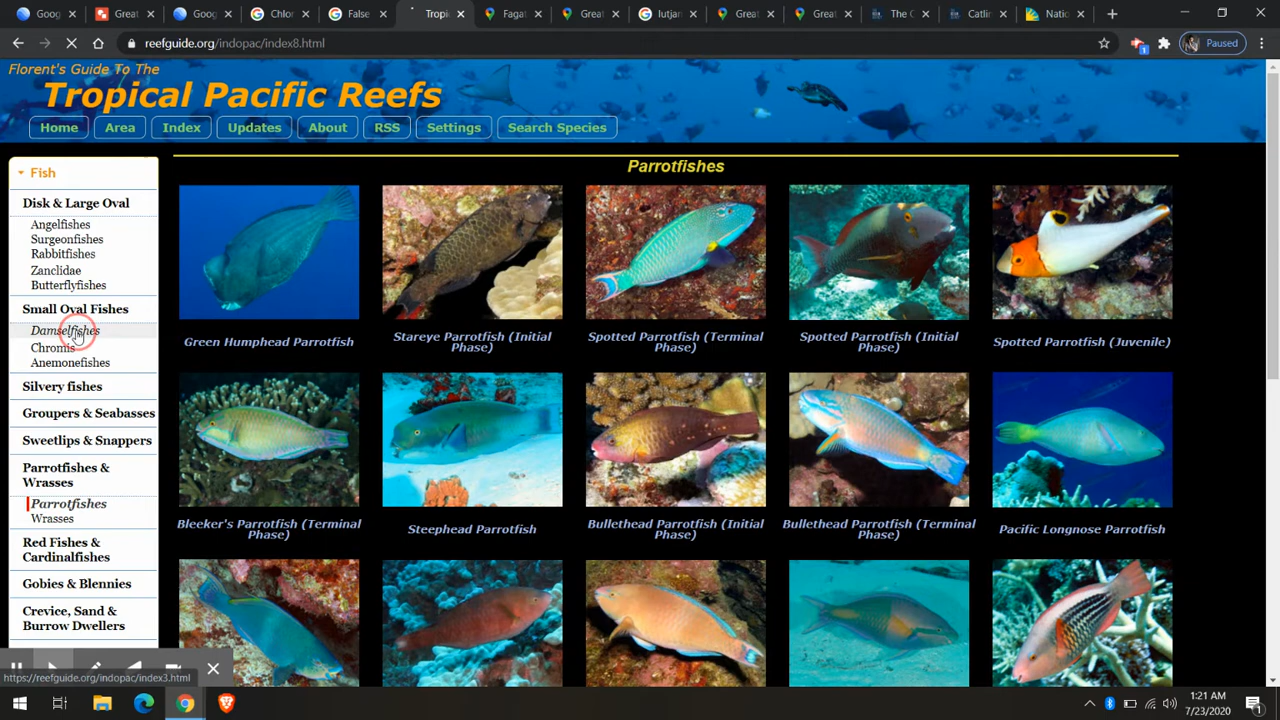 Goog
Great
Goog
Chlor
False
Tropi
Fagat
Great
lutjan
Great
Great
The C
Catlin
Natio
reefguide.org/indopac/index8.html
1
Paused
Florent's Guide To The
Tropical Pacific Reefs
Home Area Index Updates About RSS Settings Search Species
Fish
Disk & Large Oval
Angelfishes
Surgeonfishes
Rabbitfishes
Zanclidae
Butterflyfishes
Small Oval Fishes
Damselfishes
Chromis
Anemonefishes
Silvery fishes
Groupers & Seabasses
Sweetlips & Snappers
Parrotfishes &
Wrasses
Parrotfishes
Wrasses
Red Fishes &
Cardinalfishes
Gobies & Blennies
Crevice, Sand &
Burrow Dwellers
Parrotfishes
Green Humphead Parrotfish
Stareye Parrotfish (Initial
Phase)
Spotted Parrotfish (Terminal
Phase)
Spotted Parrotfish (Initial
Phase)
Spotted Parrotfish (Juvenile)
Bleeker's Parrotfish (Terminal
Phase)
Steephead Parrotfish
Bullethead Parrotfish (Initial
Phase)
Bullethead Parrotfish (Terminal
Phase)
Pacific Longnose Parrotfish
https://reefguide.org/indopac/index3.html
1:21 AM
7/23/2020
1